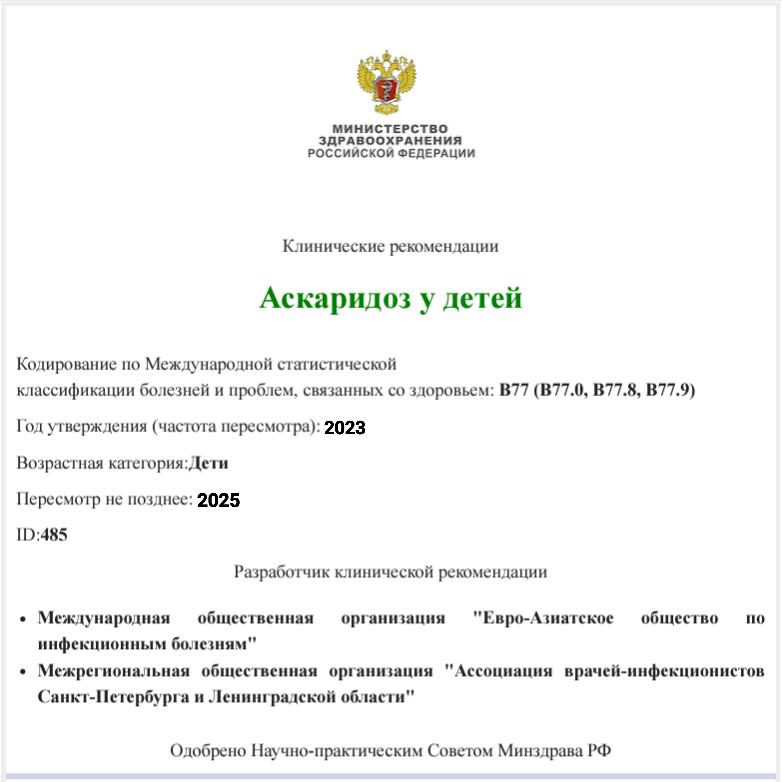 МИНИСТЕРСТВО
ЗДРАВООХРАНЕНИЯ
РОССИЙСКОЙ ФЕДЕРАЦИИ
Клинические рекомендации
Аскаридоз у детей
Кодирование по Международной статистической
классификации болезней и проблем, связанных со здоровьем: B77 (B77.0, B77.8, B77.9)
Год утверждения (частота пересмотра): 2023
Возрастная категория:Дети
Пересмотр не позднее: 2025
ID:485
Разработчик клинической рекомендации
• Международная общественная организация "Евро-Азиатское общество по
инфекционным болезням"
• Межрегиональная общественная организация "Ассоциация врачей-инфекционистов
Санкт-Петербурга и Ленинградской области"
Одобрено Научно-практическим Советом Минздрава РФ